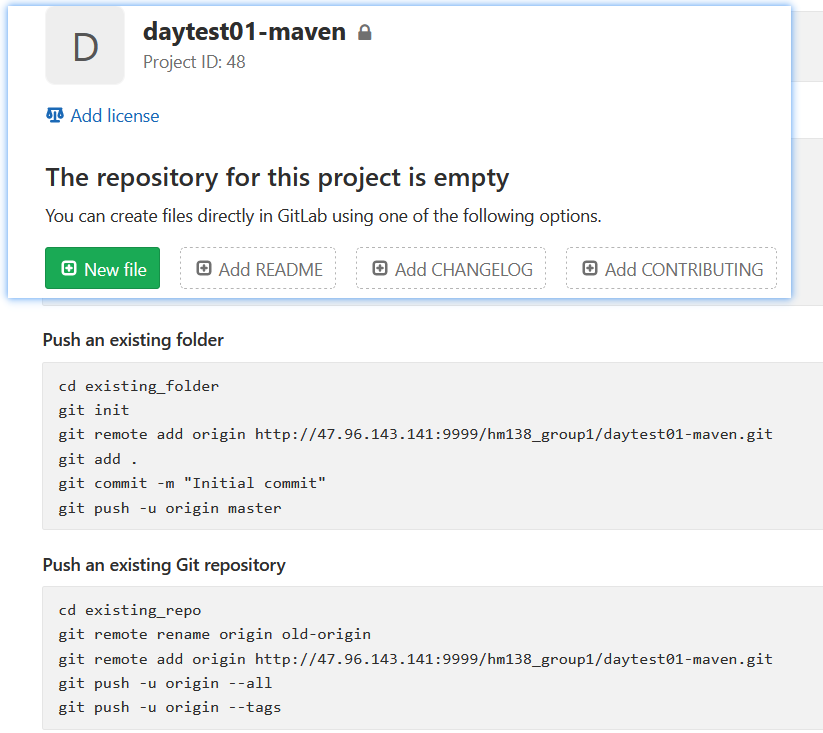 D
daytest01-maven
Project ID: 48
Add license
The repository for this project is empty
You can create files directly in GitLab using one of the following options.
New file Add README Add CHANGELOG Add CONTRIBUTING
Push an existing folder
cd existing_folder
git init
git remote add origin http://47.96.143.141:9999/hm138_group1/daytest01-maven.git
git add .
git commit -m "Initial commit"
git push -u origin master
Push an existing Git repository
cd existing_repo
git remote rename origin old-origin
git remote add origin http://47.96.143.141:9999/hm138_group1/daytest01-maven.git
git push -u origin --all
git push -u origin --tags